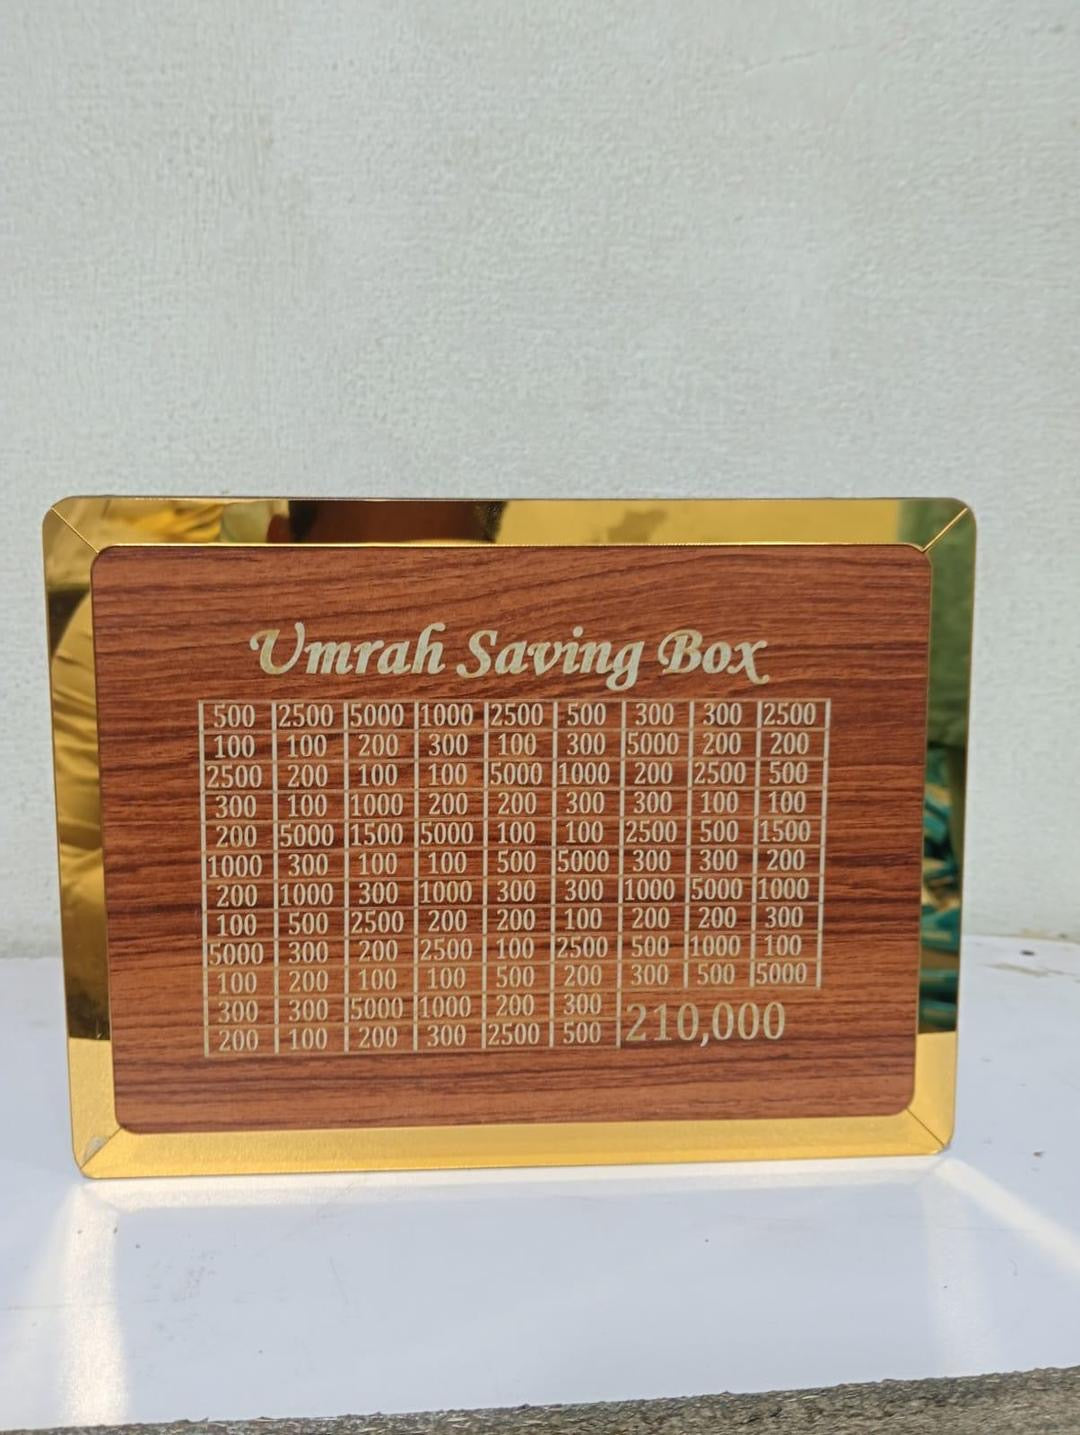 Umrah Saving Box
500 2500 5000 1000 2500 500 300 300 2500
100 100 200 300 100 300 5000 200 200
2500 200 100 100 5000 1000 200 2500 500
300 100 1000 200 200 300 300 100 100
200 5000 1500 5000 100 100 2500 500 1500
1000 300 100 100 500 5000 300 300 200
200 1000 300 1000 300 300 1000 5000 1000
100 500 2500 200 200 100 200 200 300
5000 300 200 2500 100 2500 500 1000 100
100 200 100 100 500 200 300 500 5000
300 300 5000 1000 200 300
200 100 200 300 2500 500
210,000